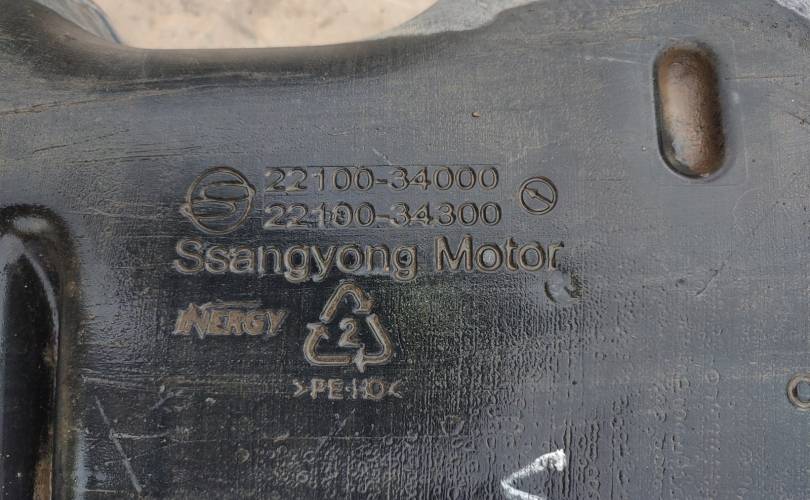 22100-34000
22100-34300
Ssangyong Motor
INERGY
2
>PE-HD<